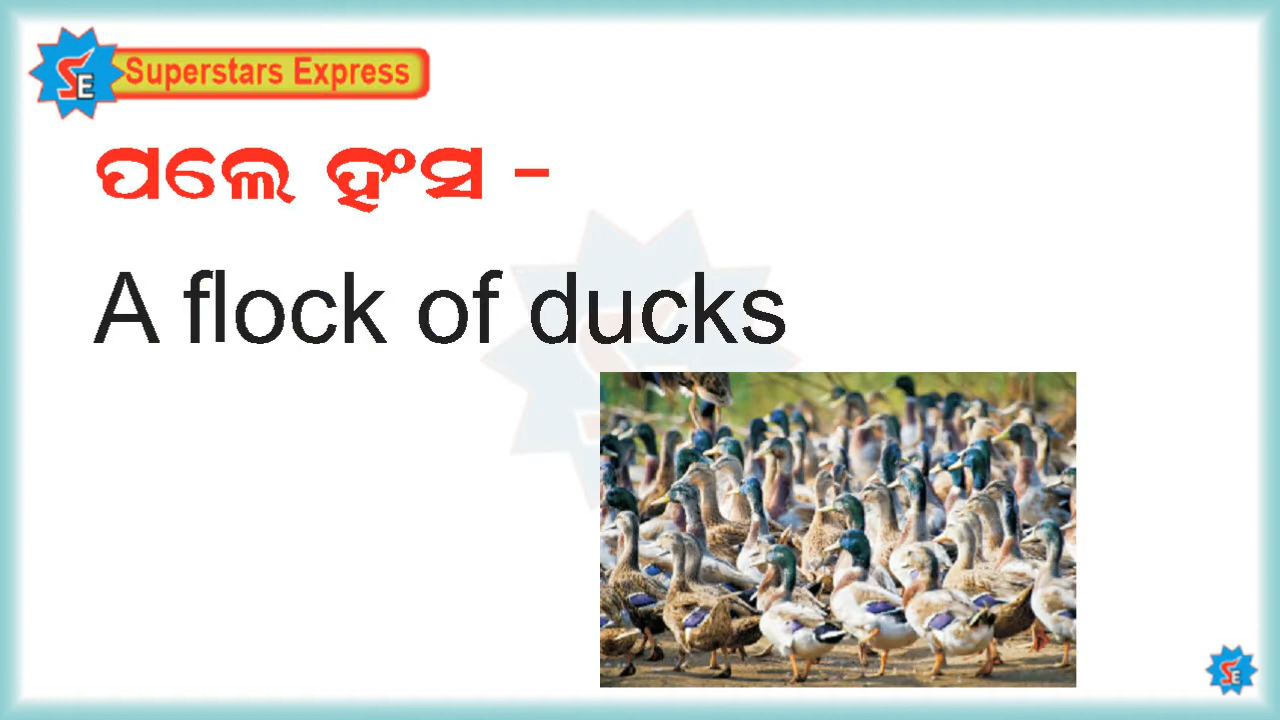 Superstars Express
ପଲେ ହଂସ -
A flock of ducks